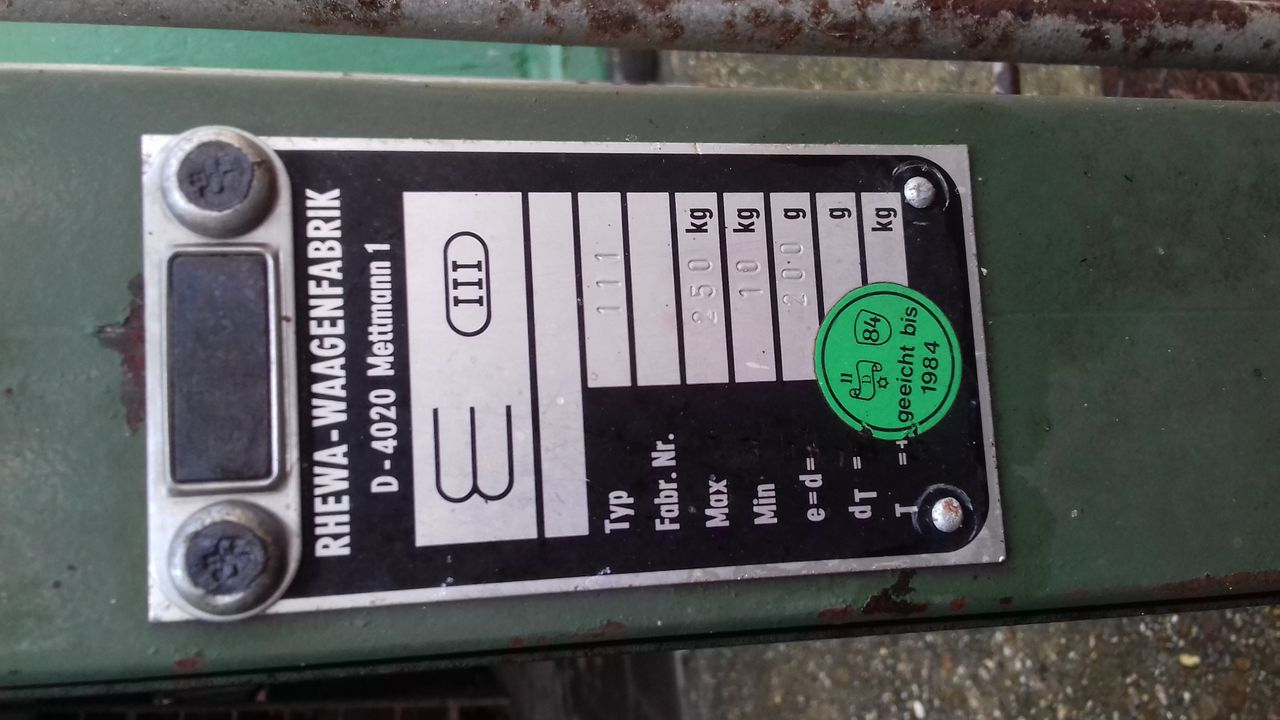 RHEWA-WAAGENFABRIK
D-4020 Mettmann 1
III
Typ 111
Fabr. Nr.
Max 250 kg
Min 10 kg
e=d= 200 g
dT = g
T =+ kg
II D 84
geeicht bis
1984